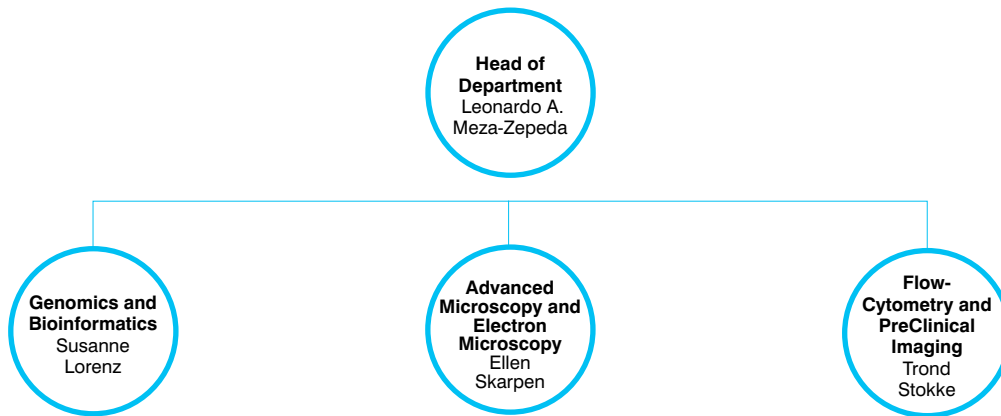 Head of
Department
Leonardo A.
Meza-Zepeda
Genomics and
Bioinformatics
Susanne
Lorenz
Advanced
Microscopy and
Electron
Microscopy
Ellen
Skarpen
Flow-
Cytometry and
PreClinical
Imaging
Trond
Stokke